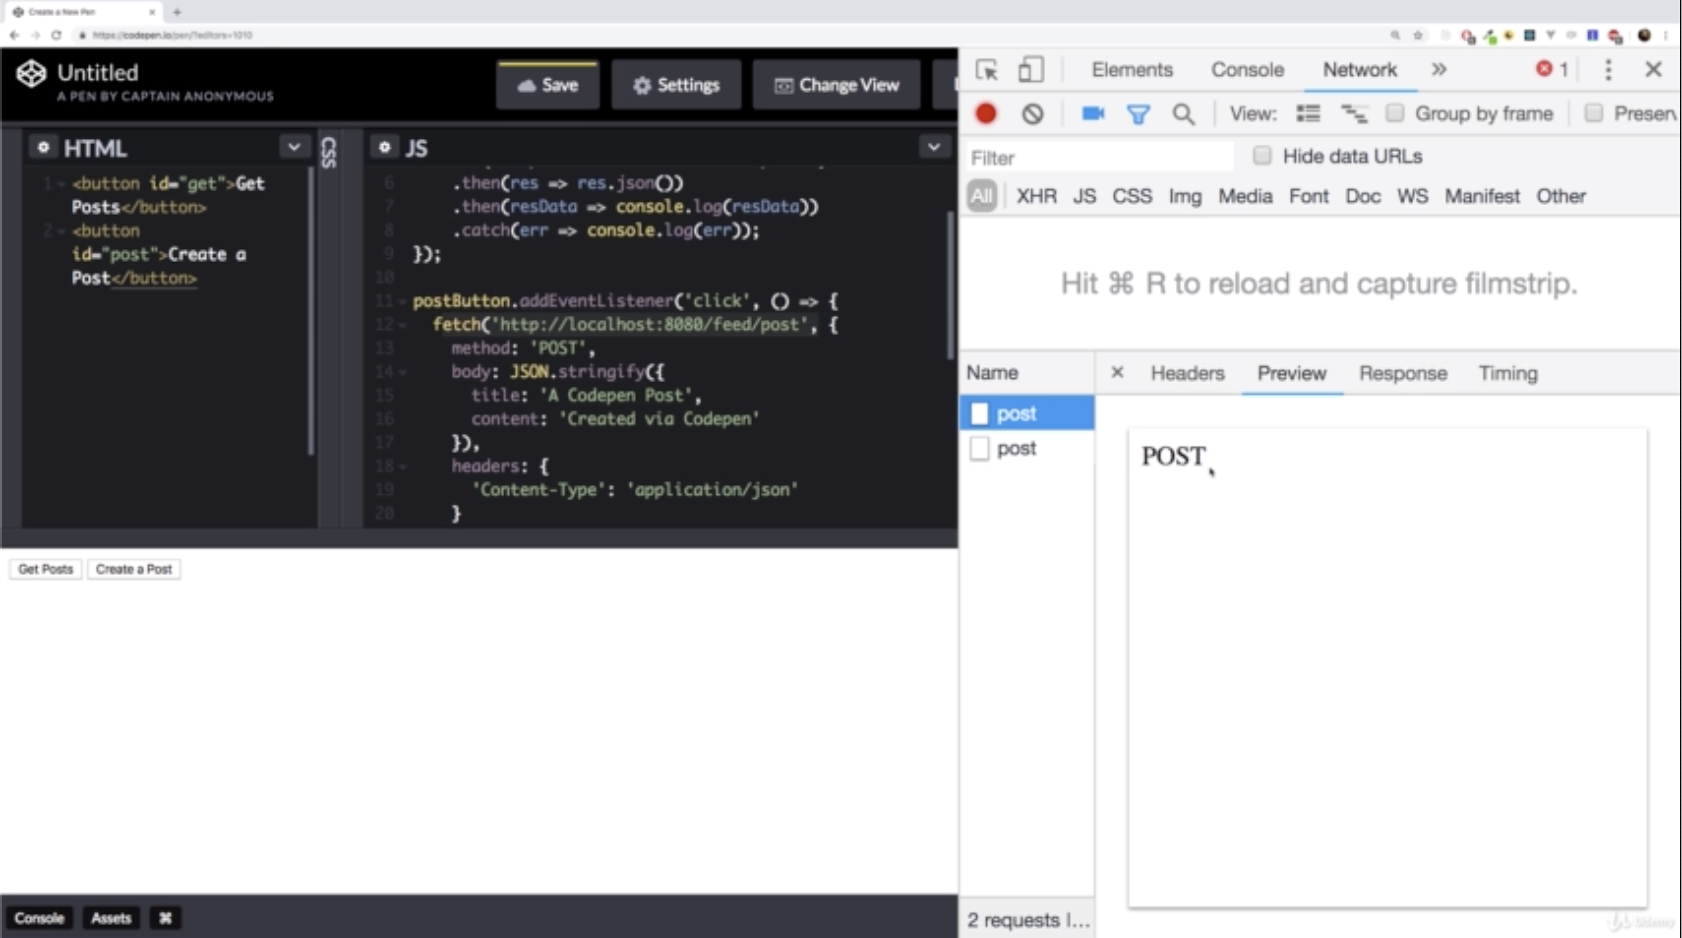 Create a New Pen
https://codepen.io/pen/?editors=1010
Untitled
A PEN BY CAPTAIN ANONYMOUS
Save
Settings
Change View
HTML
CSS
JS
1 <button id="get">Get
Posts</button>
2 <button
id="post">Create a
Post</button>
6 .then(res => res.json())
7 .then(resData => console.log(resData))
8 .catch(err => console.log(err));
9 });
10
11 postButton.addEventListener('click', () => {
12 fetch('http://localhost:8080/feed/post', {
13 method: 'POST',
14 body: JSON.stringify({
15 title: 'A Codepen Post',
16 content: 'Created via Codepen'
17 }),
18 headers: {
19 'Content-Type': 'application/json'
20 }
Get Posts
Create a Post
Console
Assets
⌘
Elements
Console
Network
»
1
View:
Group by frame
Preserv
Filter
Hide data URLs
All XHR JS CSS Img Media Font Doc WS Manifest Other
Hit ⌘ R to reload and capture filmstrip.
Name
× Headers Preview Response Timing
post
post
POST
2 requests I...
Udemy